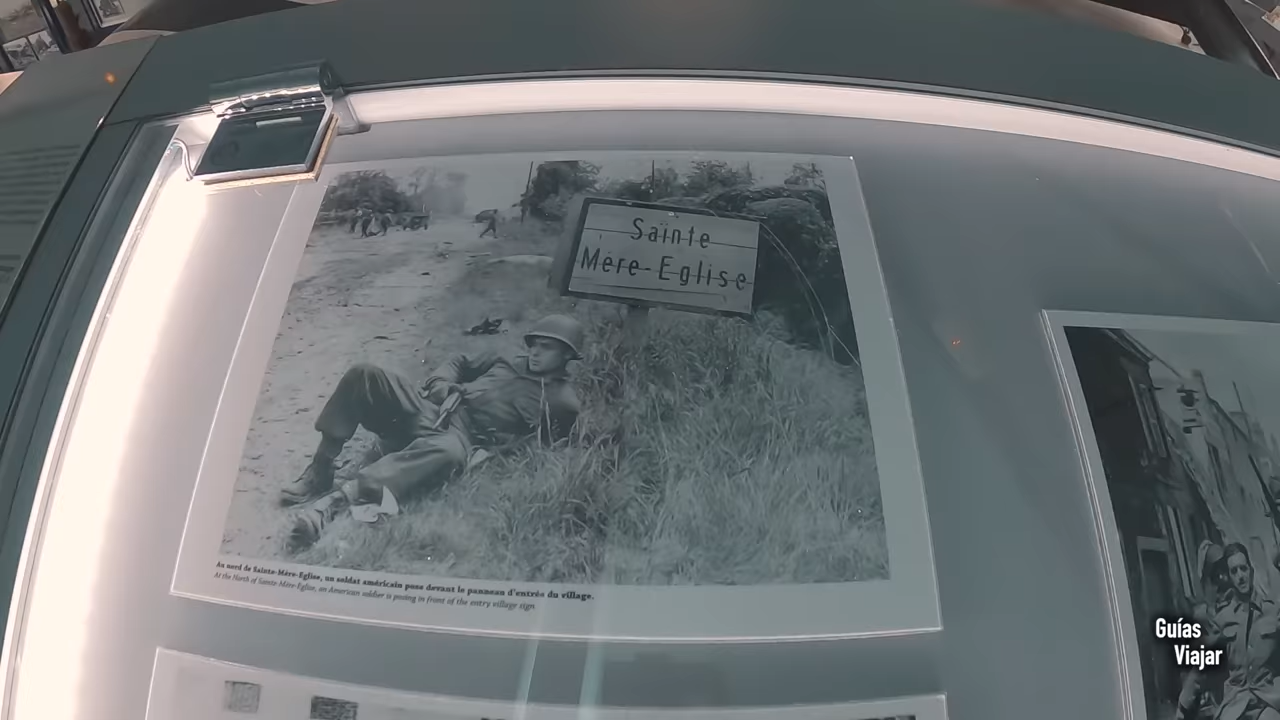 Sainte
Mère-Eglise
Au nord de Sainte-Mère-Eglise, un soldat américain pose devant le panneau d'entrée du village.
At the North of Sainte-Mère-Eglise, an American soldier is posing in front of the entry village sign.
Guías
Viajar